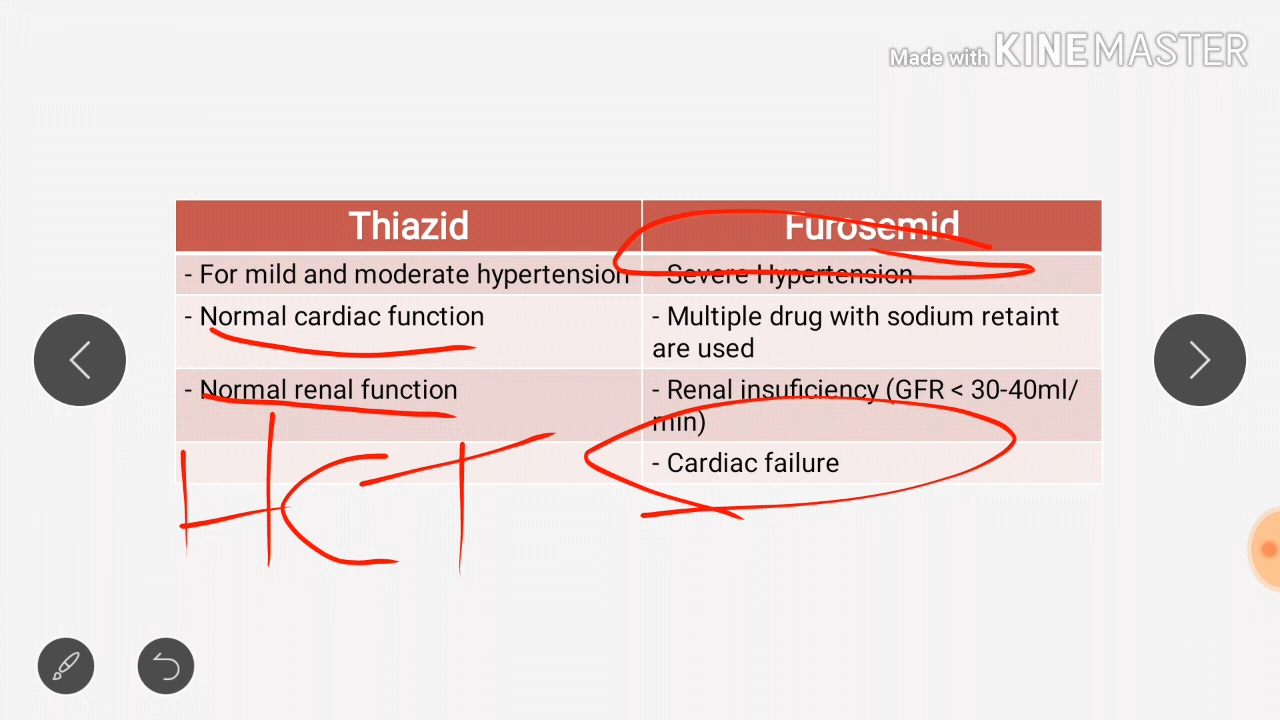 Made with KINEMASTER
Thiazid
Furosemid
- For mild and moderate hypertension
- Severe Hypertension
- Normal cardiac function
- Multiple drug with sodium retaint
are used
- Normal renal function
- Renal insuficiency (GFR < 30-40ml/
min)
- Cardiac failure
HCT